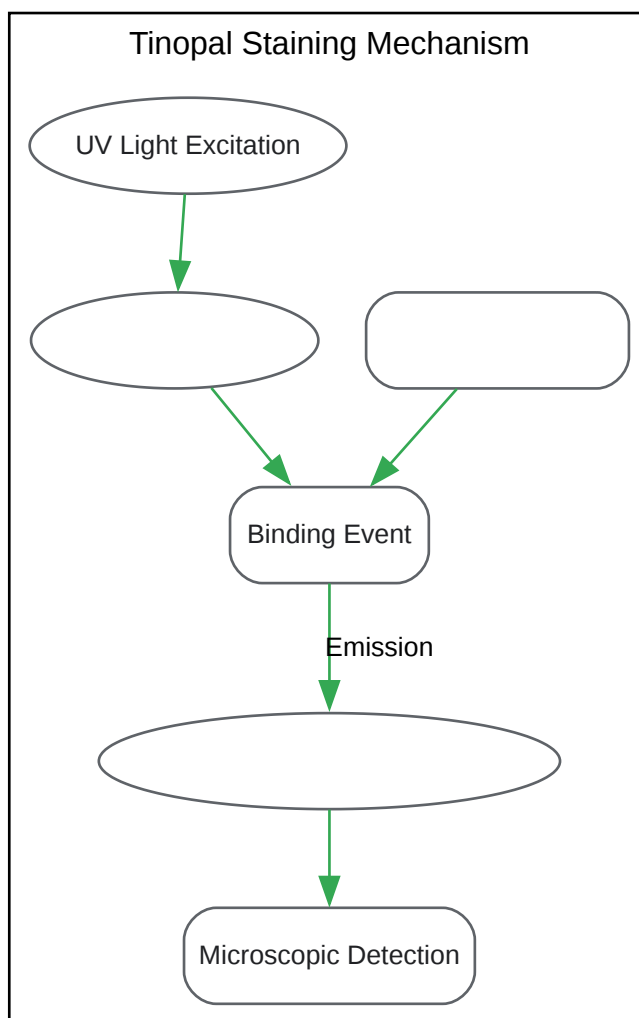 Tinopal Staining Mechanism
UV Light Excitation
Binding Event
Emission
Microscopic Detection